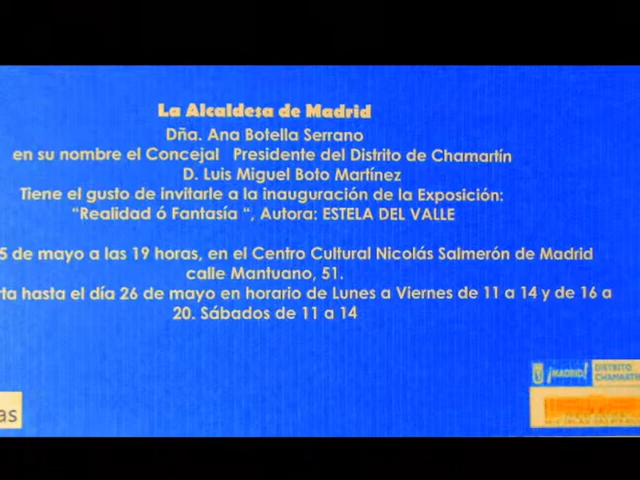 La Alcaldesa de Madrid
Dña. Ana Botella Serrano
en su nombre el Concejal Presidente del Distrito de Chamartín
D. Luis Miguel Boto Martínez
Tiene el gusto de invitarle a la inauguración de la Exposición:
“Realidad ó Fantasía “, Autora: ESTELA DEL VALLE
5 de mayo a las 19 horas, en el Centro Cultural Nicolás Salmerón de Madrid
calle Mantuano, 51.
ta hasta el día 26 de mayo en horario de Lunes a Viernes de 11 a 14 y de 16 a
20. Sábados de 11 a 14
¡MADRID!
DISTRITO
CHAMARTÍN
as